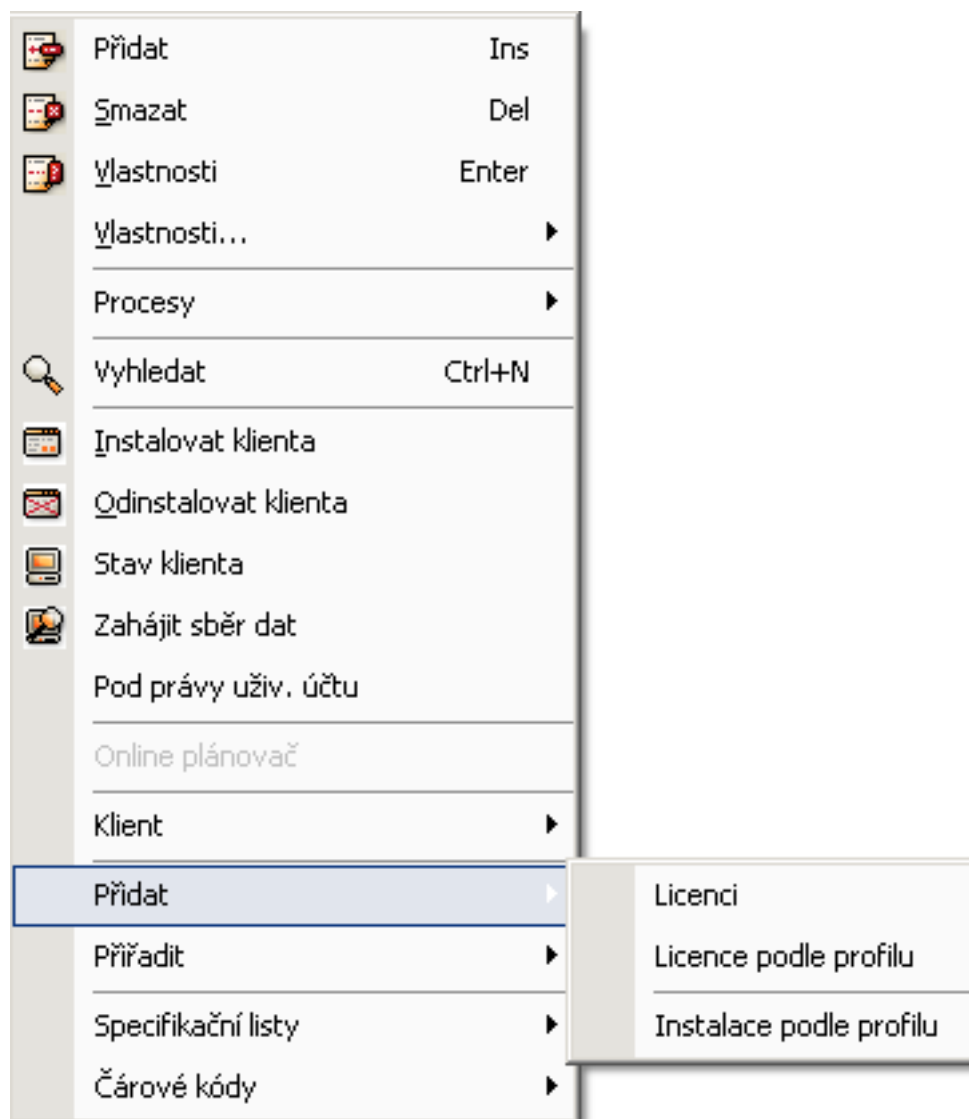 Přidat Ins
Smazat Del
Vlastnosti Enter
Vlastnosti...
Procesy
Vyhledat Ctrl+N
Instalovat klienta
Odinstalovat klienta
Stav klienta
Zahájit sběr dat
Pod právy uživ. účtu
Online plánovač
Klient
Přidat
Přiřadit
Specifikační listy
Čárové kódy
Licenci
Licence podle profilu
Instalace podle profilu